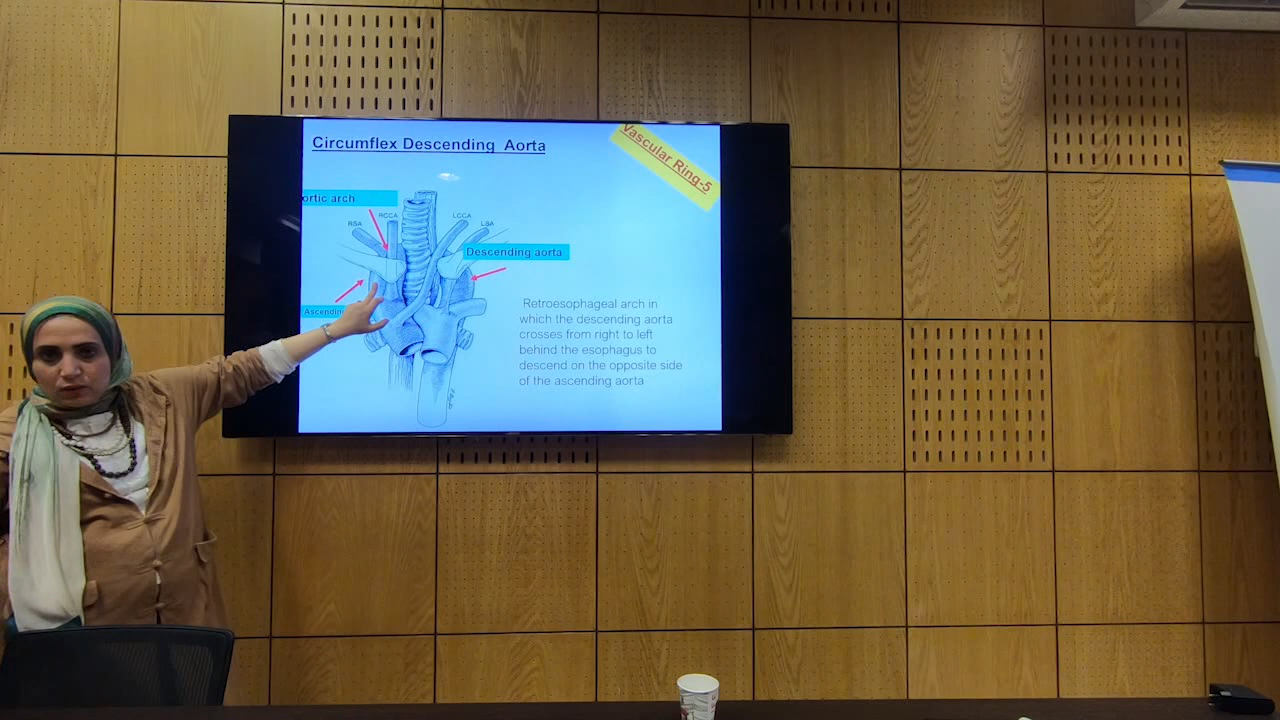 Circumflex Descending Aorta
Vascular Ring-5
ortic arch
RSA
RCCA
LCCA
LSA
Descending aorta
Ascending
Retroesophageal arch in
which the descending aorta
crosses from right to left
behind the esophagus to
descend on the opposite side
of the ascending aorta